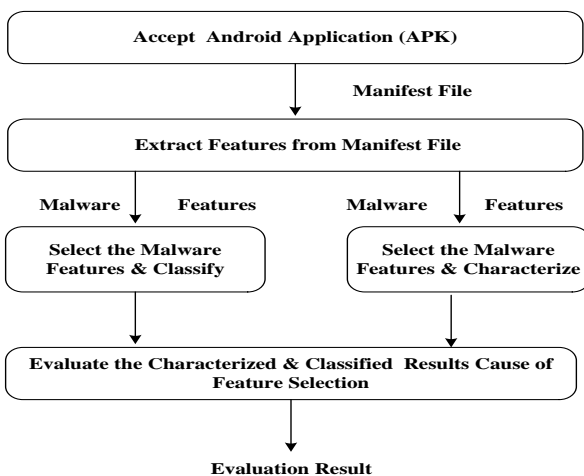 Accept Android Application (APK)
Manifest File
Extract Features from Manifest File
Malware Features
Malware Features
Select the Malware
Features & Classify
Select the Malware
Features & Characterize
Evaluate the Characterized & Classified Results Cause of
Feature Selection
Evaluation Result